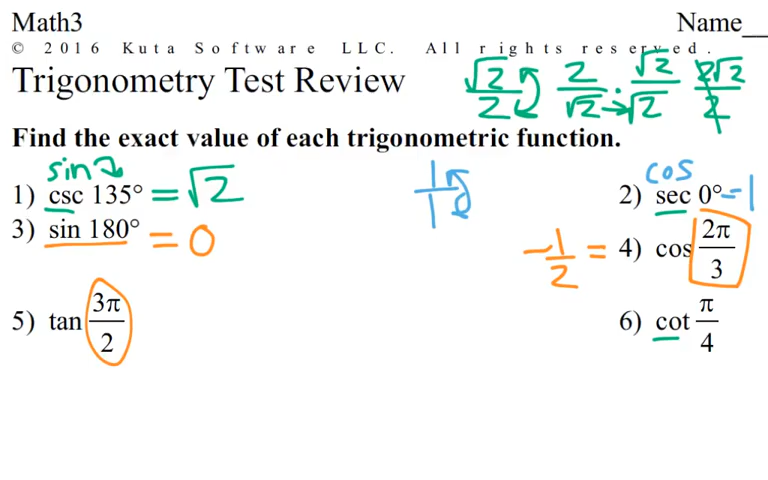 Math3
Name__
© 2016 Kuta Software LLC. All rights reserved.
Trigonometry Test Review
√2/2 2/√2 · √2/√2 2√2/2
Find the exact value of each trigonometric function.
sin
1) csc 135° = √2
1/1
cos
2) sec 0° = 1
3) sin 180° = 0
-1/2 = 4) cos 2π/3
5) tan 3π/2
6) cot π/4